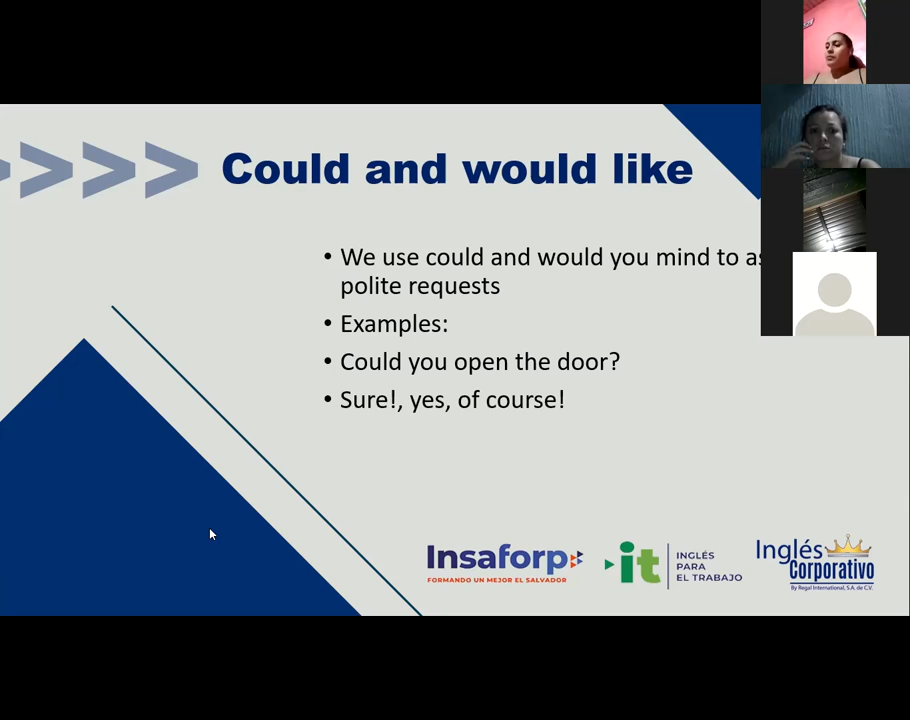 Could and would like
• We use could and would you mind to
polite requests
• Examples:
• Could you open the door?
• Sure!, yes, of course!
Insaforp
FORMANDO UN MEJOR EL SALVADOR
it
INGLÉS
PARA
EL TRABAJO
Inglés
Corporativo
By Regal International, S.A. de C.V.